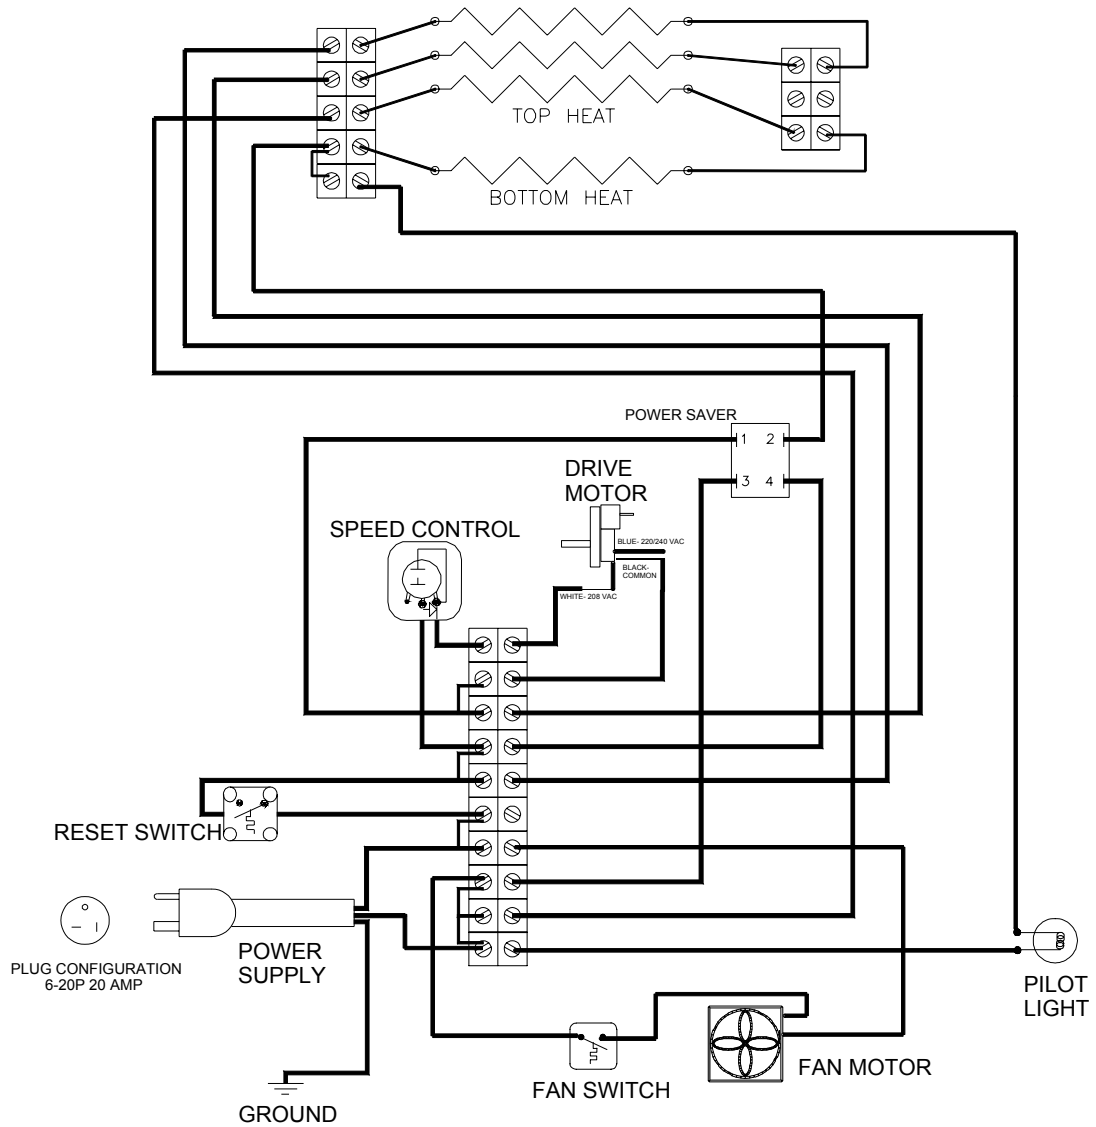 TOP HEAT
BOTTOM HEAT
POWER SAVER
1 2
3 4
DRIVE
MOTOR
SPEED CONTROL
BLUE- 220/240 VAC
BLACK-
COMMON
WHITE- 208 VAC
RESET SWITCH
POWER
SUPPLY
PLUG CONFIGURATION
6-20P 20 AMP
PILOT
LIGHT
FAN MOTOR
FAN SWITCH
GROUND